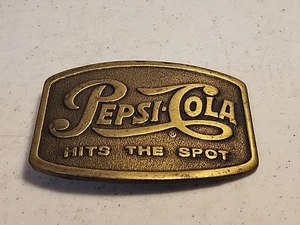 PEPSI·COLA ®
HITS THE SPOT